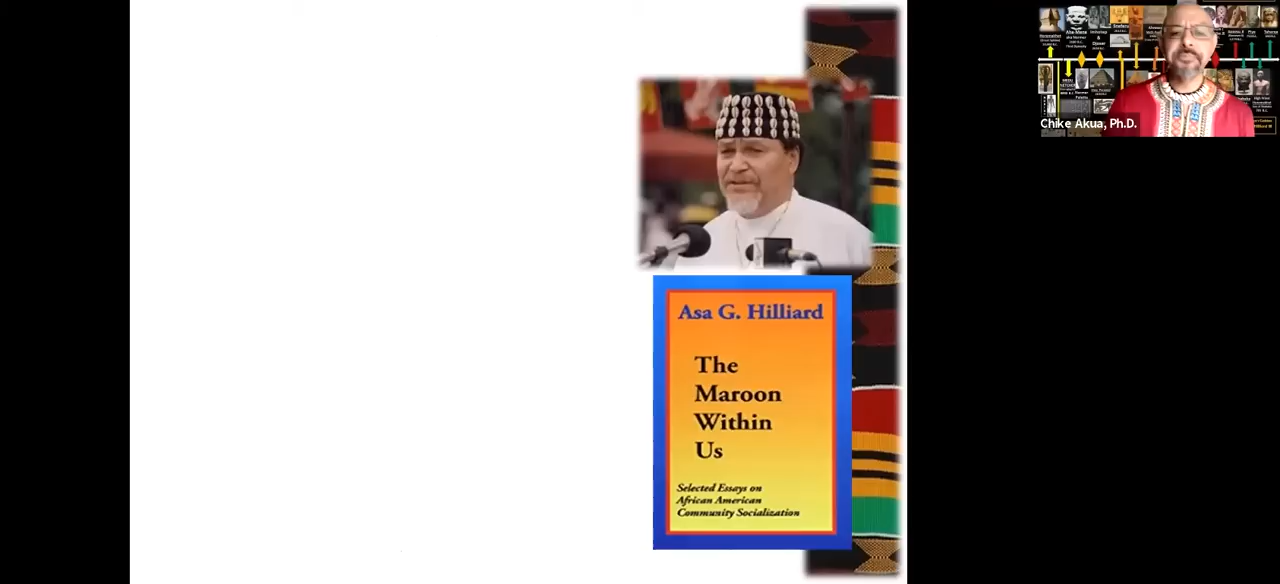 Asa G. Hilliard
The
Maroon
Within
Us
Selected Essays on
African American
Community Socialization
Chike Akua, Ph.D.